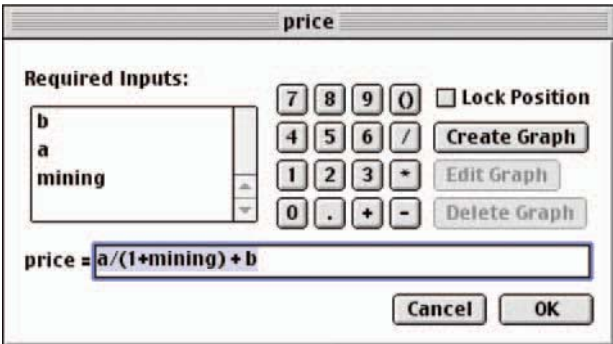 price
Required Inputs:
b
a
mining
7 8 9 ()
4 5 6 /
1 2 3 *
0 . + -
Lock Position
Create Graph
Edit Graph
Delete Graph
price = a/(1+mining) + b
Cancel OK